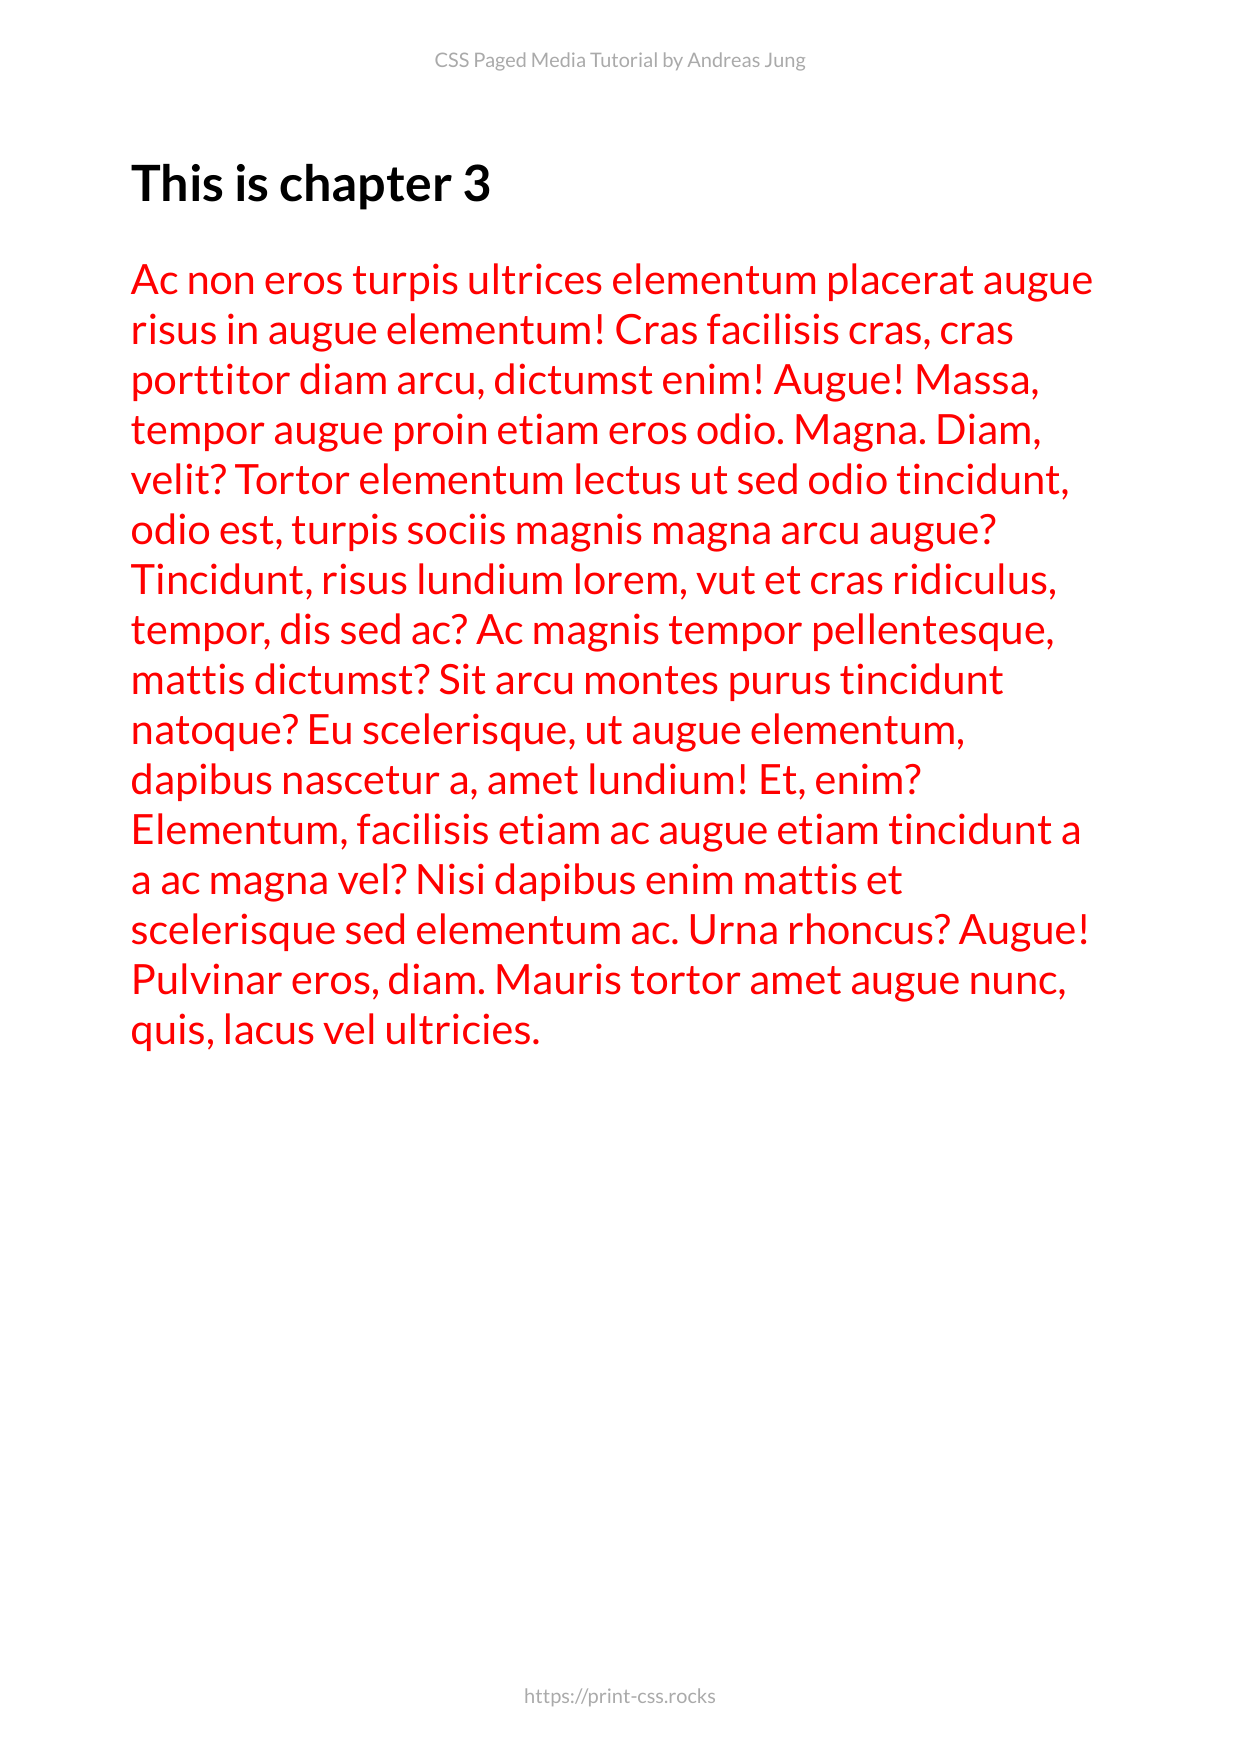 CSS Paged Media Tutorial by Andreas Jung
This is chapter 3
Ac non eros turpis ultrices elementum placerat augue
risus in augue elementum! Cras facilisis cras, cras
porttitor diam arcu, dictumst enim! Augue! Massa,
tempor augue proin etiam eros odio. Magna. Diam,
velit? Tortor elementum lectus ut sed odio tincidunt,
odio est, turpis sociis magnis magna arcu augue?
Tincidunt, risus lundium lorem, vut et cras ridiculus,
tempor, dis sed ac? Ac magnis tempor pellentesque,
mattis dictumst? Sit arcu montes purus tincidunt
natoque? Eu scelerisque, ut augue elementum,
dapibus nascetur a, amet lundium! Et, enim?
Elementum, facilisis etiam ac augue etiam tincidunt a
a ac magna vel? Nisi dapibus enim mattis et
scelerisque sed elementum ac. Urna rhoncus? Augue!
Pulvinar eros, diam. Mauris tortor amet augue nunc,
quis, lacus vel ultricies.
https://print-css.rocks